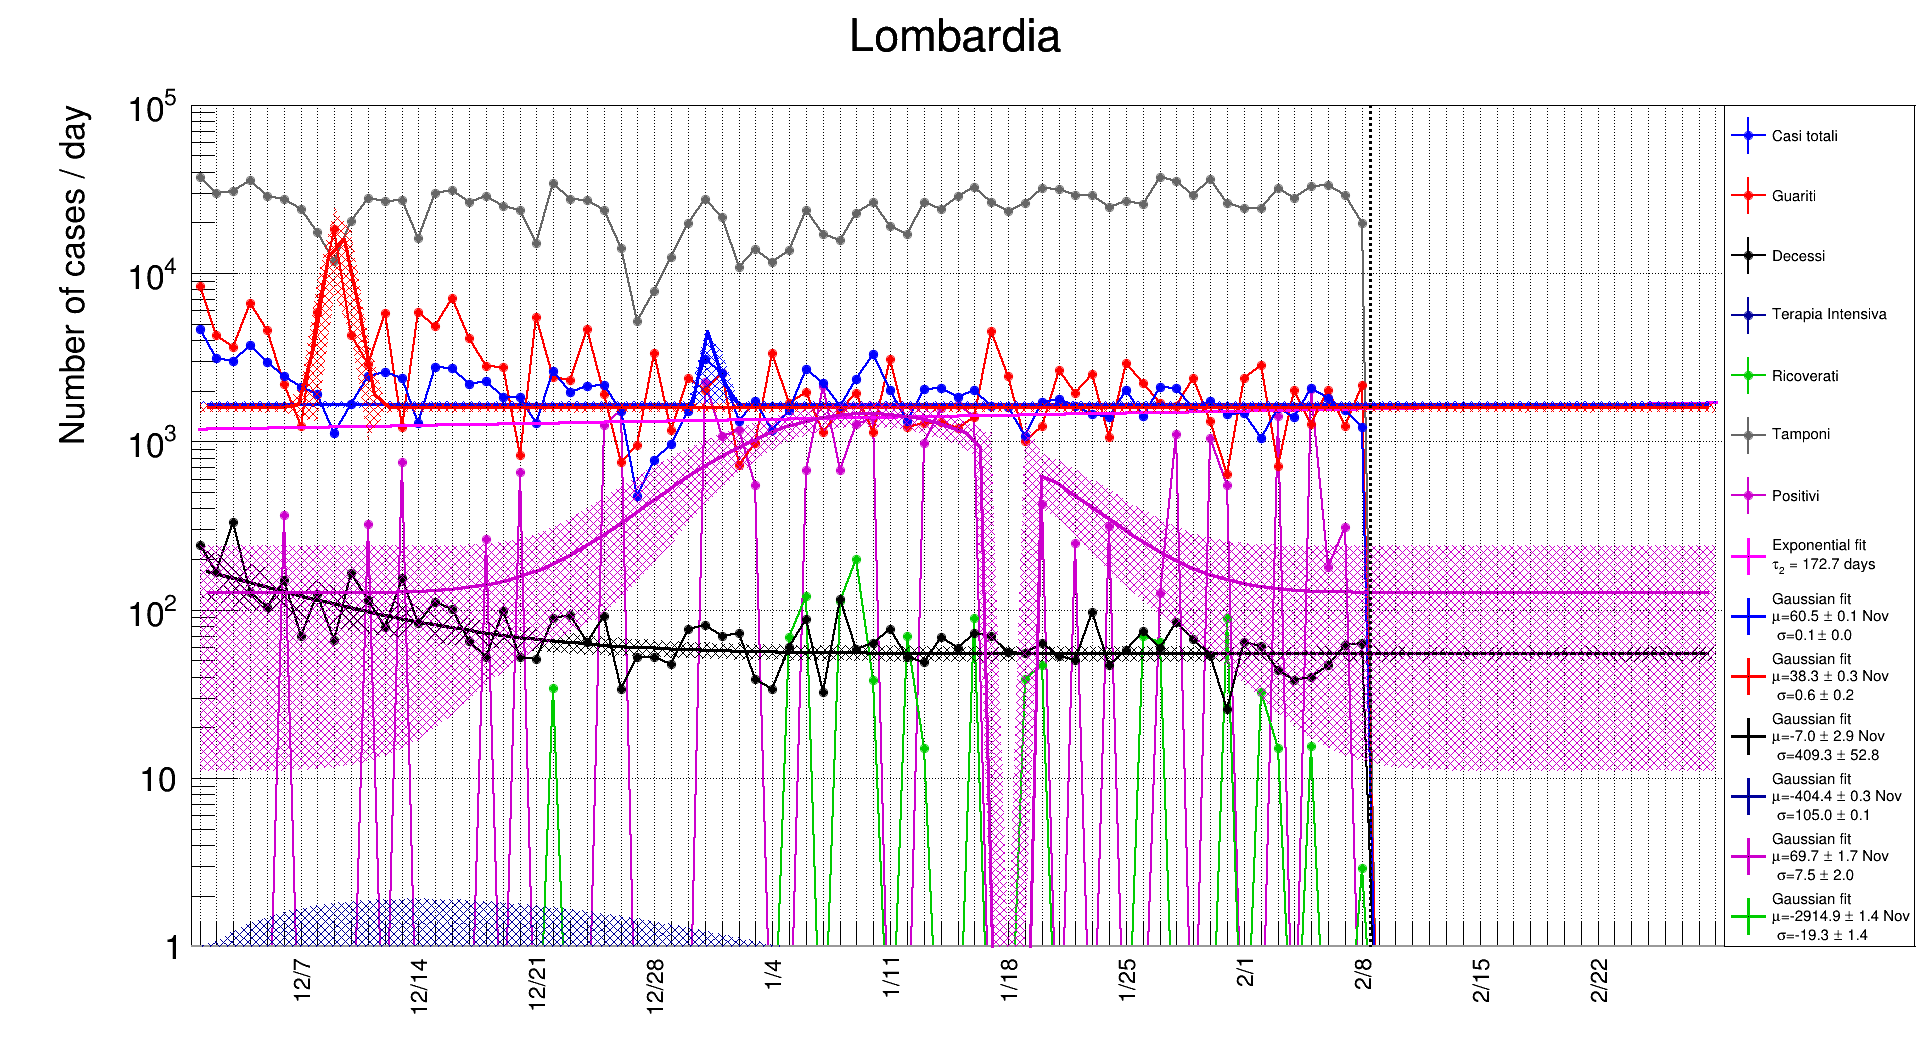 Lombardia
Number of cases / day
10^5
10^4
10^3
10^2
10
1
12/7
12/14
12/21
12/28
1/4
1/11
1/18
1/25
2/1
2/8
2/15
2/22
Casi totali
Guariti
Decessi
Terapia Intensiva
Ricoverati
Tamponi
Positivi
Exponential fit
τ₂ = 172.7 days
Gaussian fit
μ=60.5 ± 0.1 Nov
σ=0.1 ± 0.0
Gaussian fit
μ=38.3 ± 0.3 Nov
σ=0.6 ± 0.2
Gaussian fit
μ=-7.0 ± 2.9 Nov
σ=409.3 ± 52.8
Gaussian fit
μ=-404.4 ± 0.3 Nov
σ=105.0 ± 0.1
Gaussian fit
μ=69.7 ± 1.7 Nov
σ=7.5 ± 2.0
Gaussian fit
μ=-2914.9 ± 1.4 Nov
σ=-19.3 ± 1.4